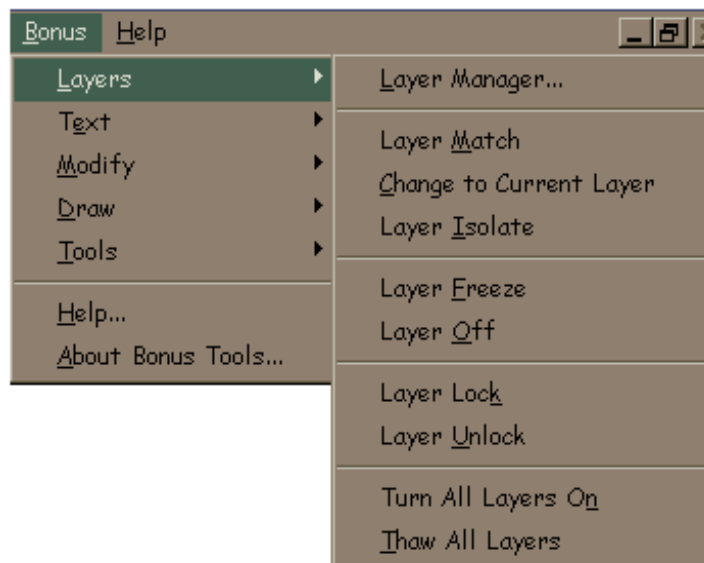 Bonus Help
Layers
Text
Modify
Draw
Tools
Help...
About Bonus Tools...
Layer Manager...
Layer Match
Change to Current Layer
Layer Isolate
Layer Freeze
Layer Off
Layer Lock
Layer Unlock
Turn All Layers On
Thaw All Layers